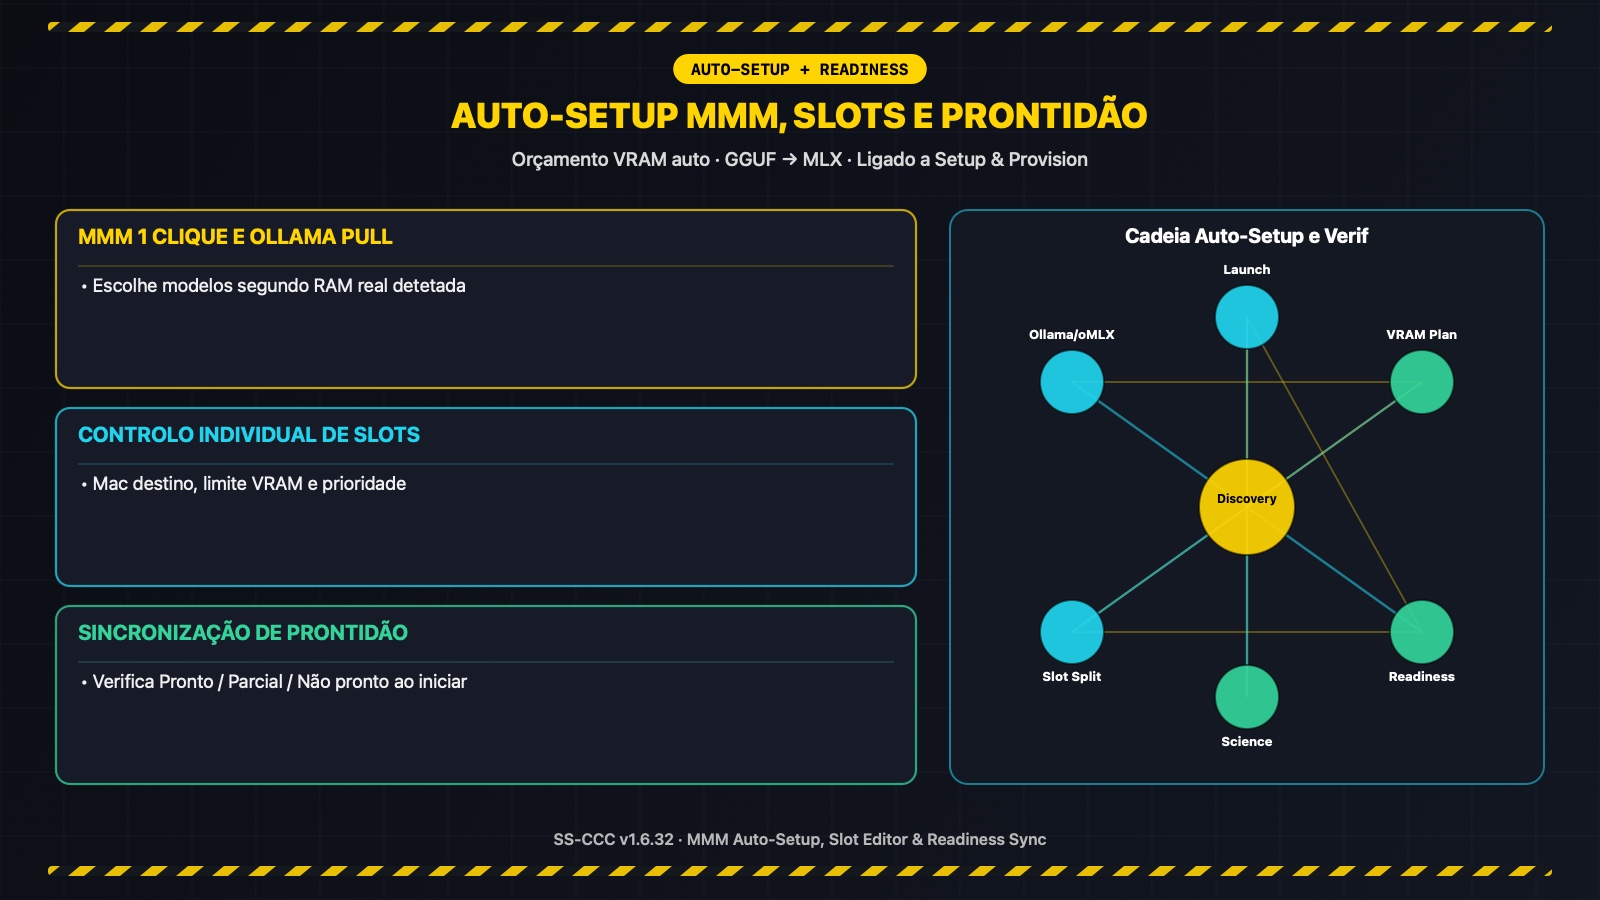 AUTO-SETUP + READINESS
AUTO-SETUP MMM, SLOTS E PRONTIDÃO
Orçamento VRAM auto · GGUF → MLX · Ligado a Setup & Provision
MMM 1 CLIQUE E OLLAMA PULL
• Escolhe modelos segundo RAM real detetada
CONTROLO INDIVIDUAL DE SLOTS
• Mac destino, limite VRAM e prioridade
SINCRONIZAÇÃO DE PRONTIDÃO
• Verifica Pronto / Parcial / Não pronto ao iniciar
Cadeia Auto-Setup e Verif
Launch
Ollama/oMLX
VRAM Plan
Discovery
Slot Split
Readiness
Science
SS-CCC v1.6.32 · MMM Auto-Setup, Slot Editor & Readiness Sync